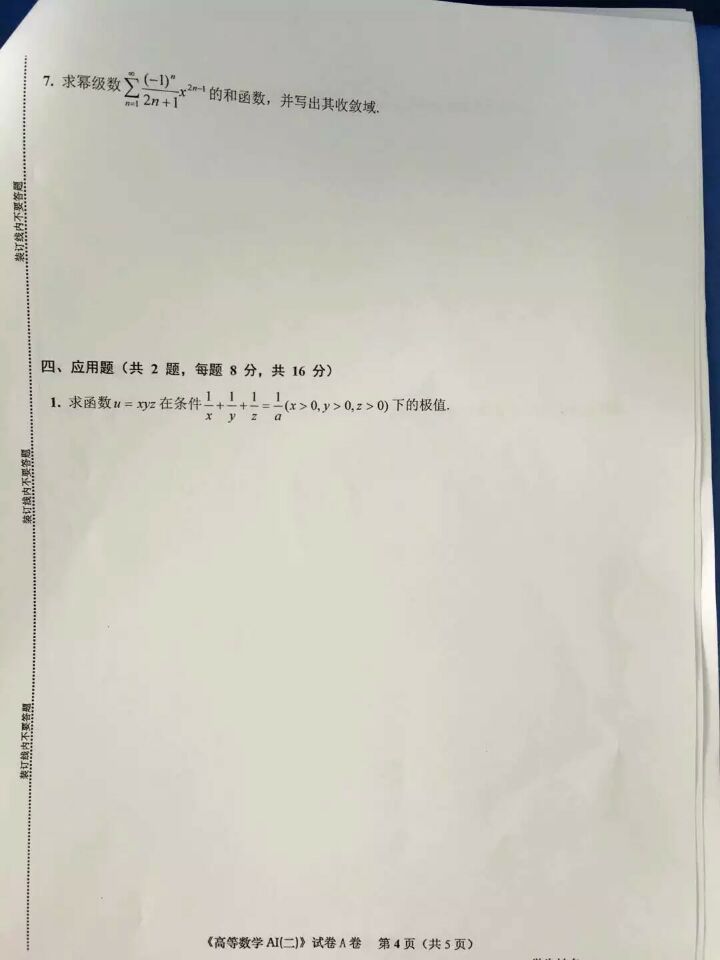 7. 求幂级数 $\sum_{n=1}^{\infty}\frac{(-1)^n}{2n+1}x^{2n-1}$ 的和函数，并写出其收敛域.
装订线内不要答题
四、应用题（共 2 题，每题 8 分，共 16 分）
1. 求函数 $u = xyz$ 在条件 $\frac{1}{x}+\frac{1}{y}+\frac{1}{z}=\frac{1}{a}(x>0,y>0,z>0)$ 下的极值.
装订线内不要答题
装订线内不要答题
《高等数学 AI(二)》试卷 A 卷 第 4 页（共 5 页）